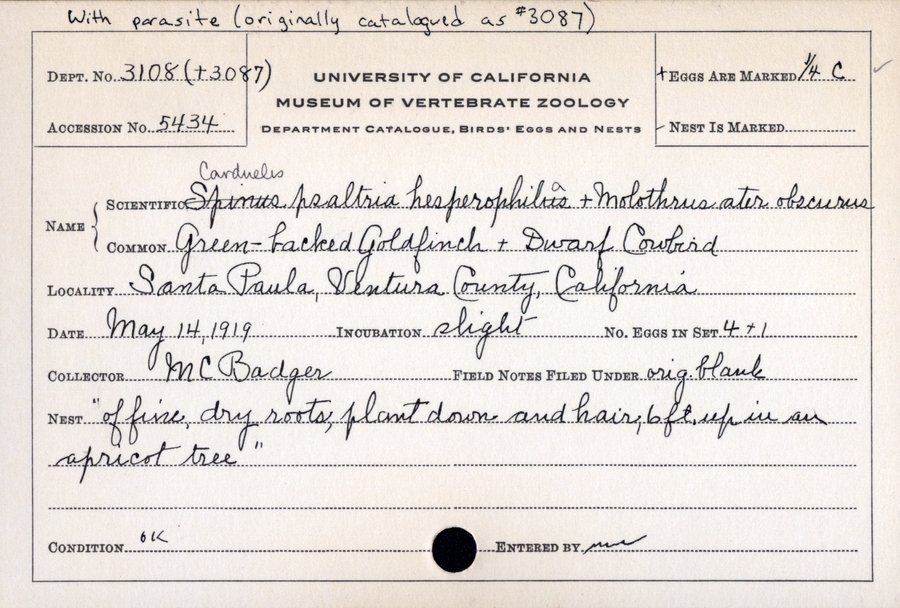 With parasite (originally catalogued as #3087)
DEPT. No. 3108 (+3087)
ACCESSION No. 5434
UNIVERSITY OF CALIFORNIA
MUSEUM OF VERTEBRATE ZOOLOGY
DEPARTMENT CATALOGUE, BIRDS' EGGS AND NESTS
+EGGS ARE MARKED 1/4 C ✓
NEST IS MARKED
Carduelis
NAME { SCIENTIFIC Spinus psaltria hesperophilus a + Molothrus ater obscurus
COMMON Green-backed Goldfinch + Dwarf Cowbird
LOCALITY Santa Paula, Ventura County, California
DATE May 14, 1919 INCUBATION slight No. EGGS IN SET 4+1
COLLECTOR M C Badger FIELD NOTES FILED UNDER orig. blank
NEST "of fine, dry roots, plant down and hair; 6 ft. up in an
apricot tree"
CONDITION OK ENTERED BY